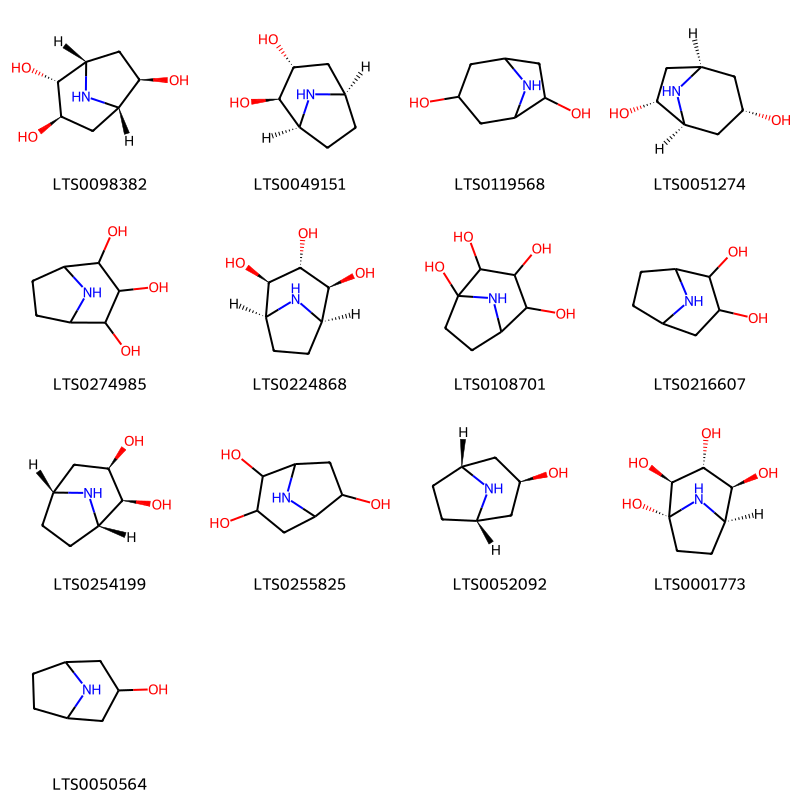 H
HO
HN
OH
HO
H
LTS0098382
HO
H
HO
HN
H
LTS0049151
HO
NH
OH
LTS0119568
H
HN
HO
OH
H
LTS0051274
OH
NH
OH
OH
LTS0274985
OH
HO
OH
H
N
H
H
LTS0224868
HO
OH
HO
NH
OH
LTS0108701
OH
NH
OH
LTS0216607
OH
H
NH
OH
H
LTS0254199
HO
HN
OH
HO
LTS0255825
H
OH
NH
H
LTS0052092
OH
HO
OH
H
N
HO
H
LTS0001773
NH
OH
LTS0050564